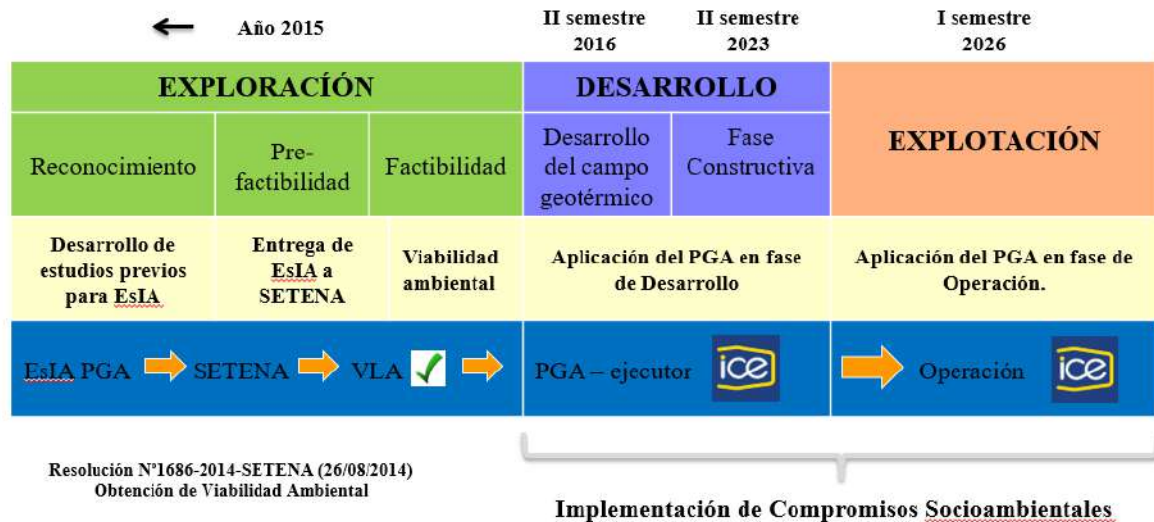 Año 2015
II semestre
2016
II semestre
2023
I semestre
2026
EXPLORACÍÓN
DESARROLLO
EXPLOTACIÓN
Reconocimiento
Pre-
factibilidad
Factibilidad
Desarrollo
del campo
geotérmico
Fase
Constructiva
Desarrollo de
estudios previos
para EsIA
Entrega de
EsIA a
SETENA
Viabilidad
ambiental
Aplicación del PGA en fase
de Desarrollo
Aplicación del PGA en fase de
Operación.
EsIA PGA
SETENA
VLA
PGA – ejecutor
ice
Operación
ice
Resolución N°1686-2014-SETENA (26/08/2014)
Obtención de Viabilidad Ambiental
Implementación de Compromisos Socioambientales